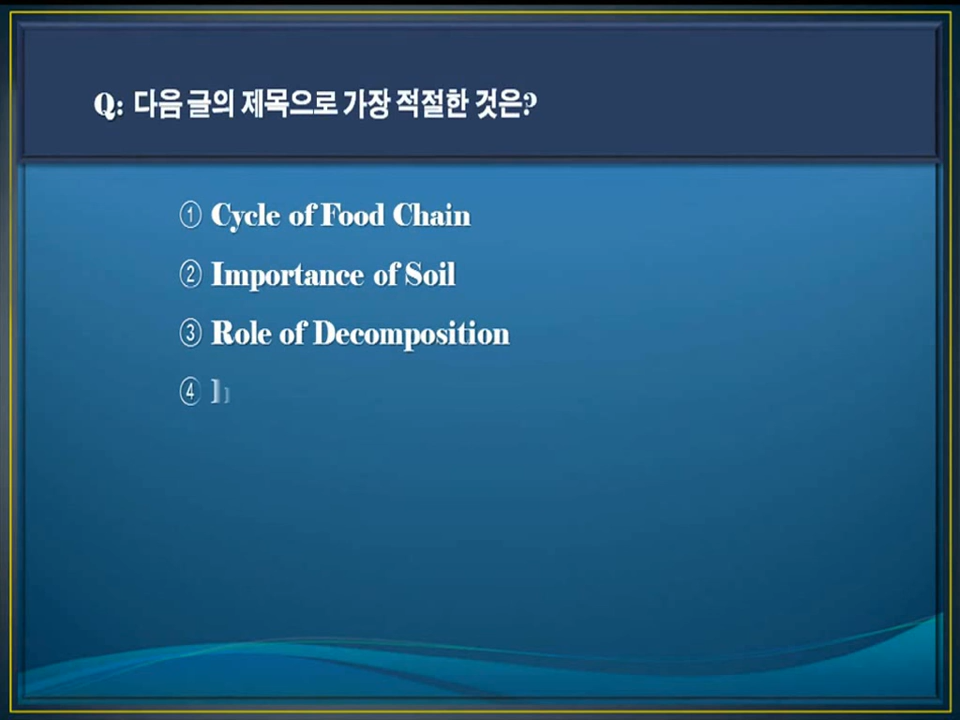 Q: 다음 글의 제목으로 가장 적절한 것은?
① Cycle of Food Chain
② Importance of Soil
③ Role of Decomposition
④